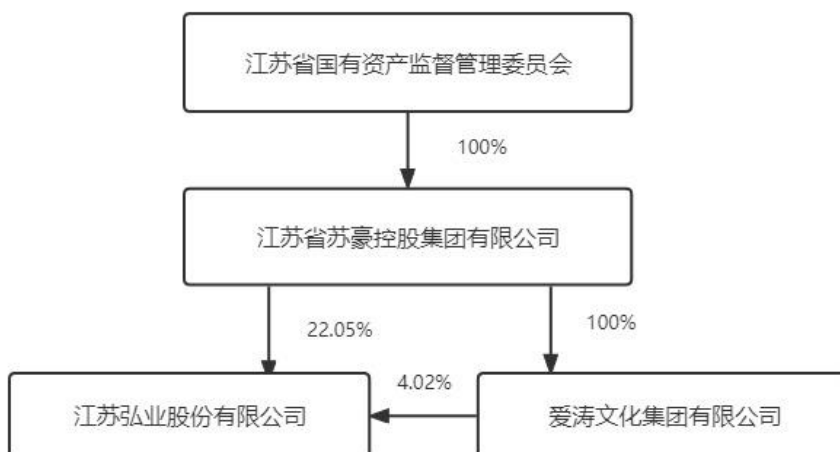 江苏省国有资产监督管理委员会
100%
江苏省苏豪控股集团有限公司
22.05%
100%
4.02%
江苏弘业股份有限公司
爱涛文化集团有限公司